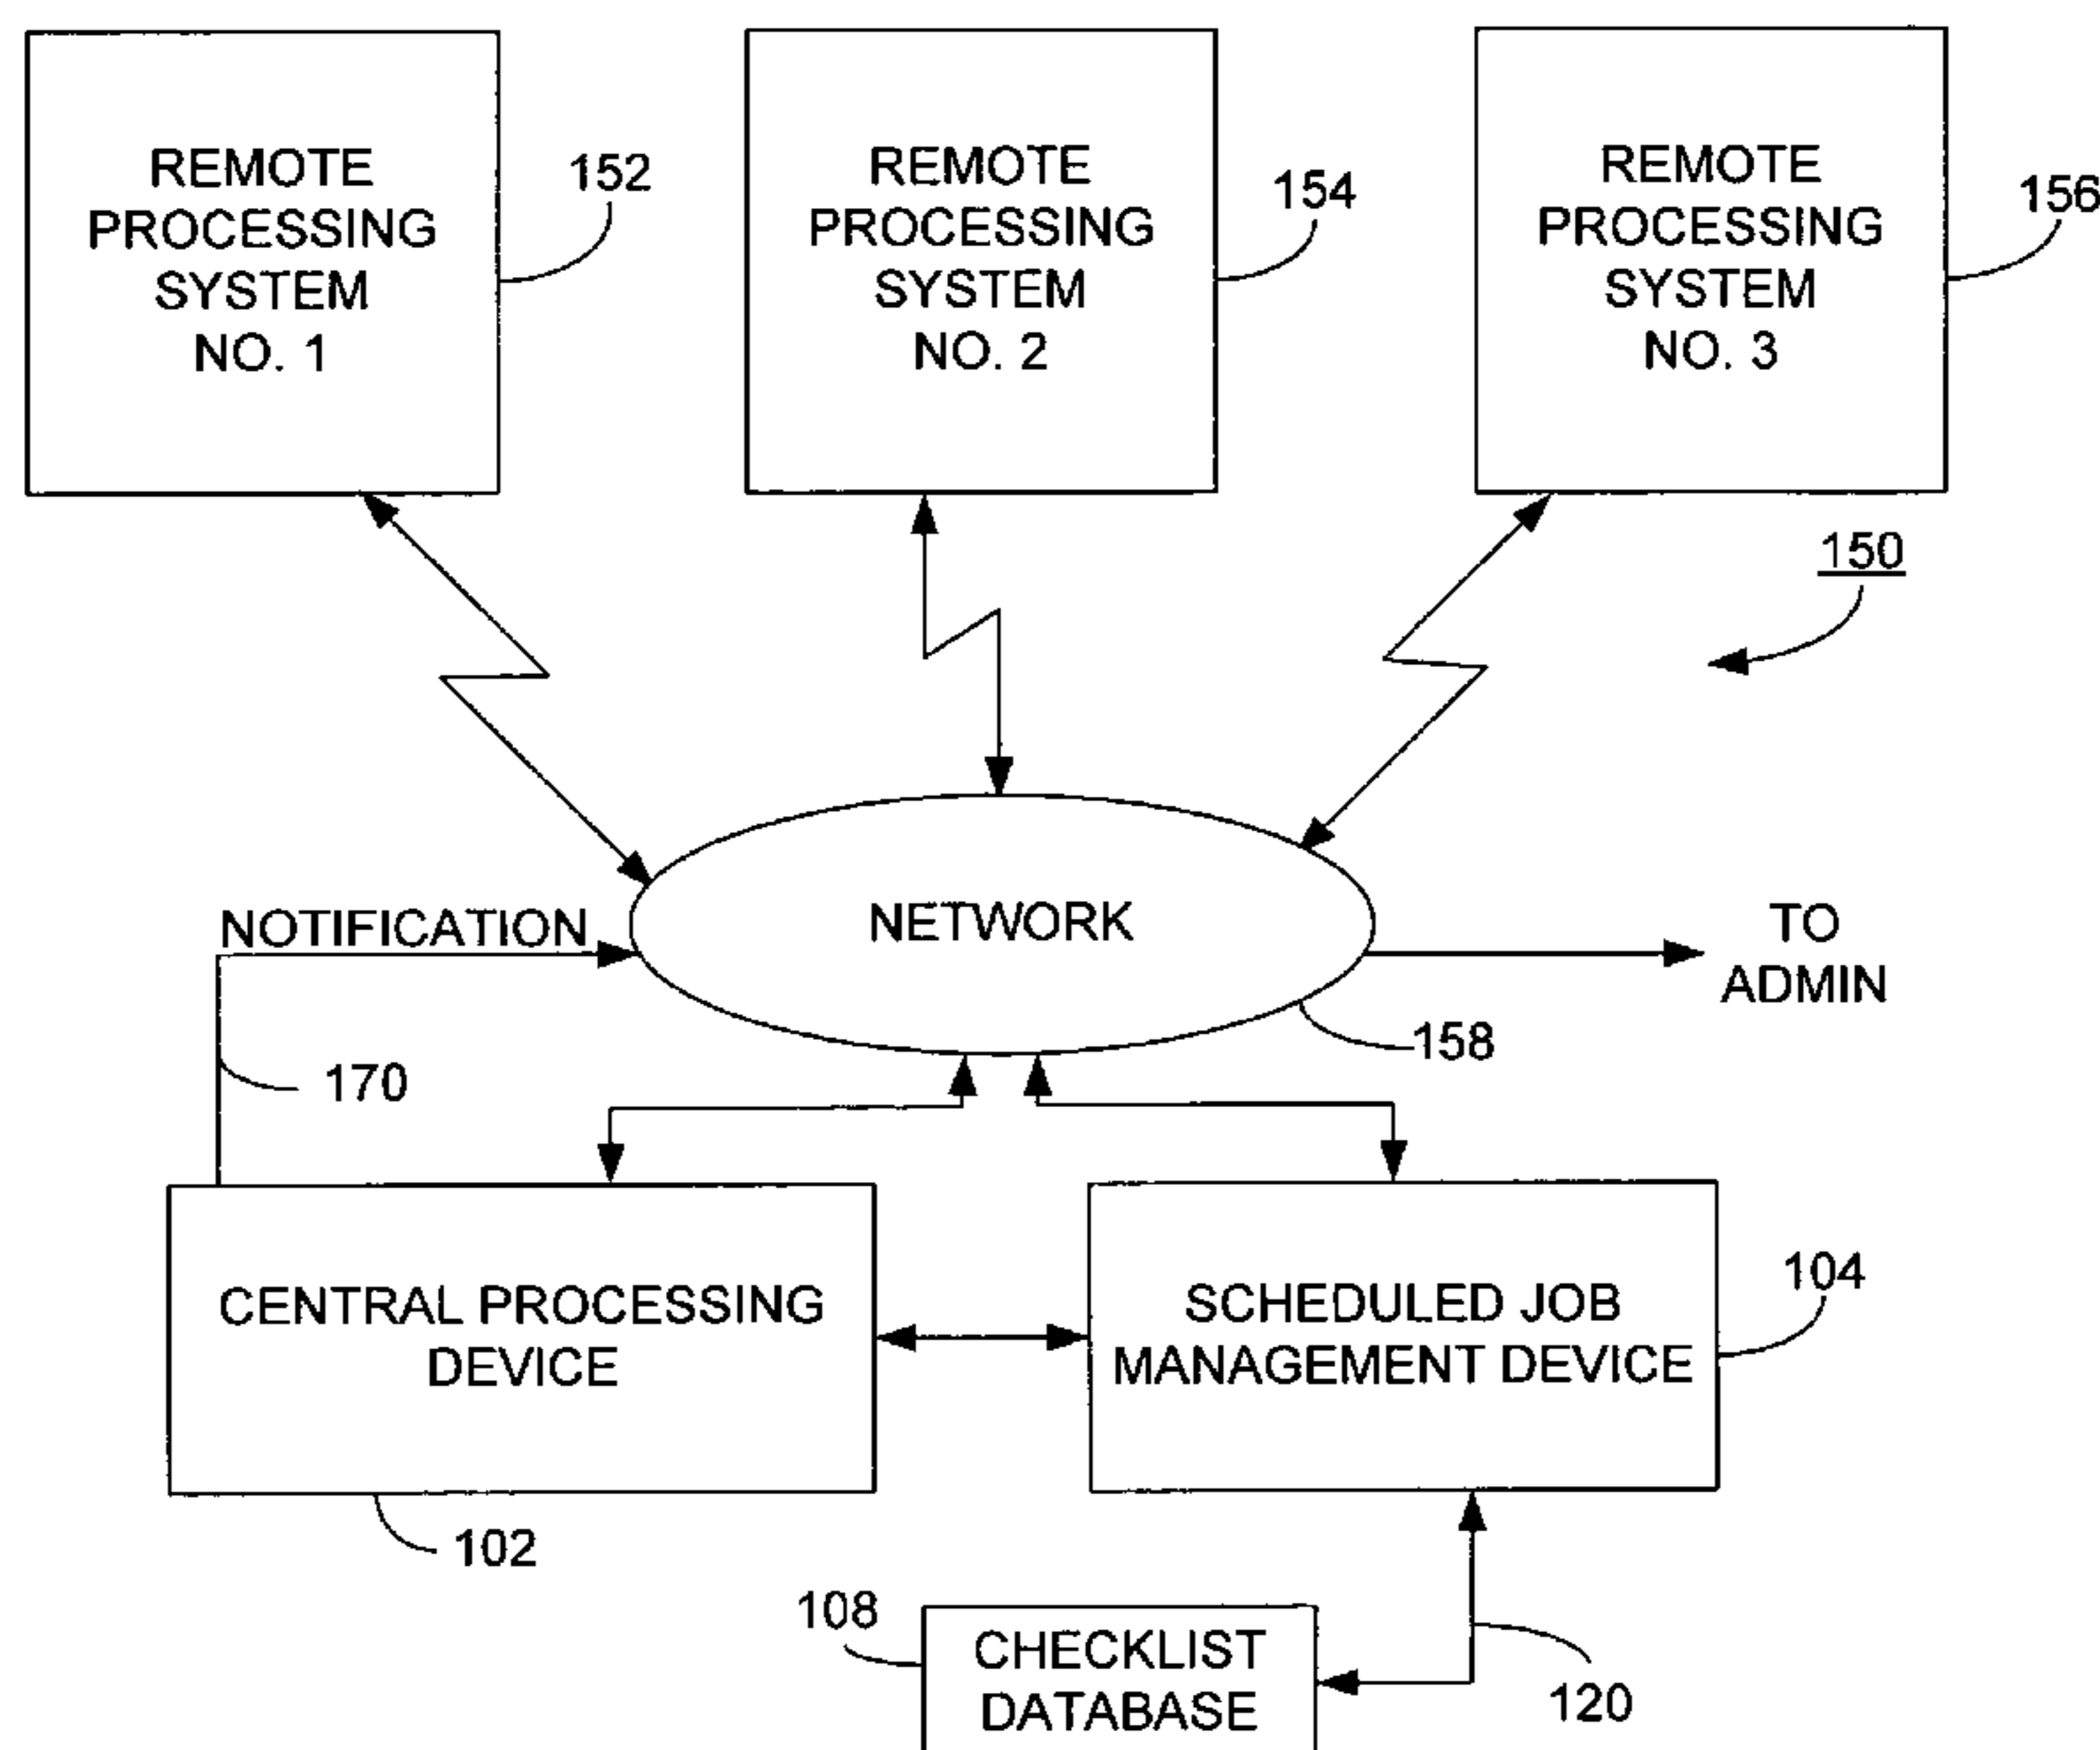 REMOTE
PROCESSING
SYSTEM
NO. 1
152
REMOTE
PROCESSING
SYSTEM
NO. 2
154
REMOTE
PROCESSING
SYSTEM
NO. 3
156
150
NOTIFICATION
NETWORK
TO
ADMIN
158
170
CENTRAL PROCESSING
DEVICE
102
SCHEDULED JOB
MANAGEMENT DEVICE
104
108
CHECKLIST
DATABASE
120